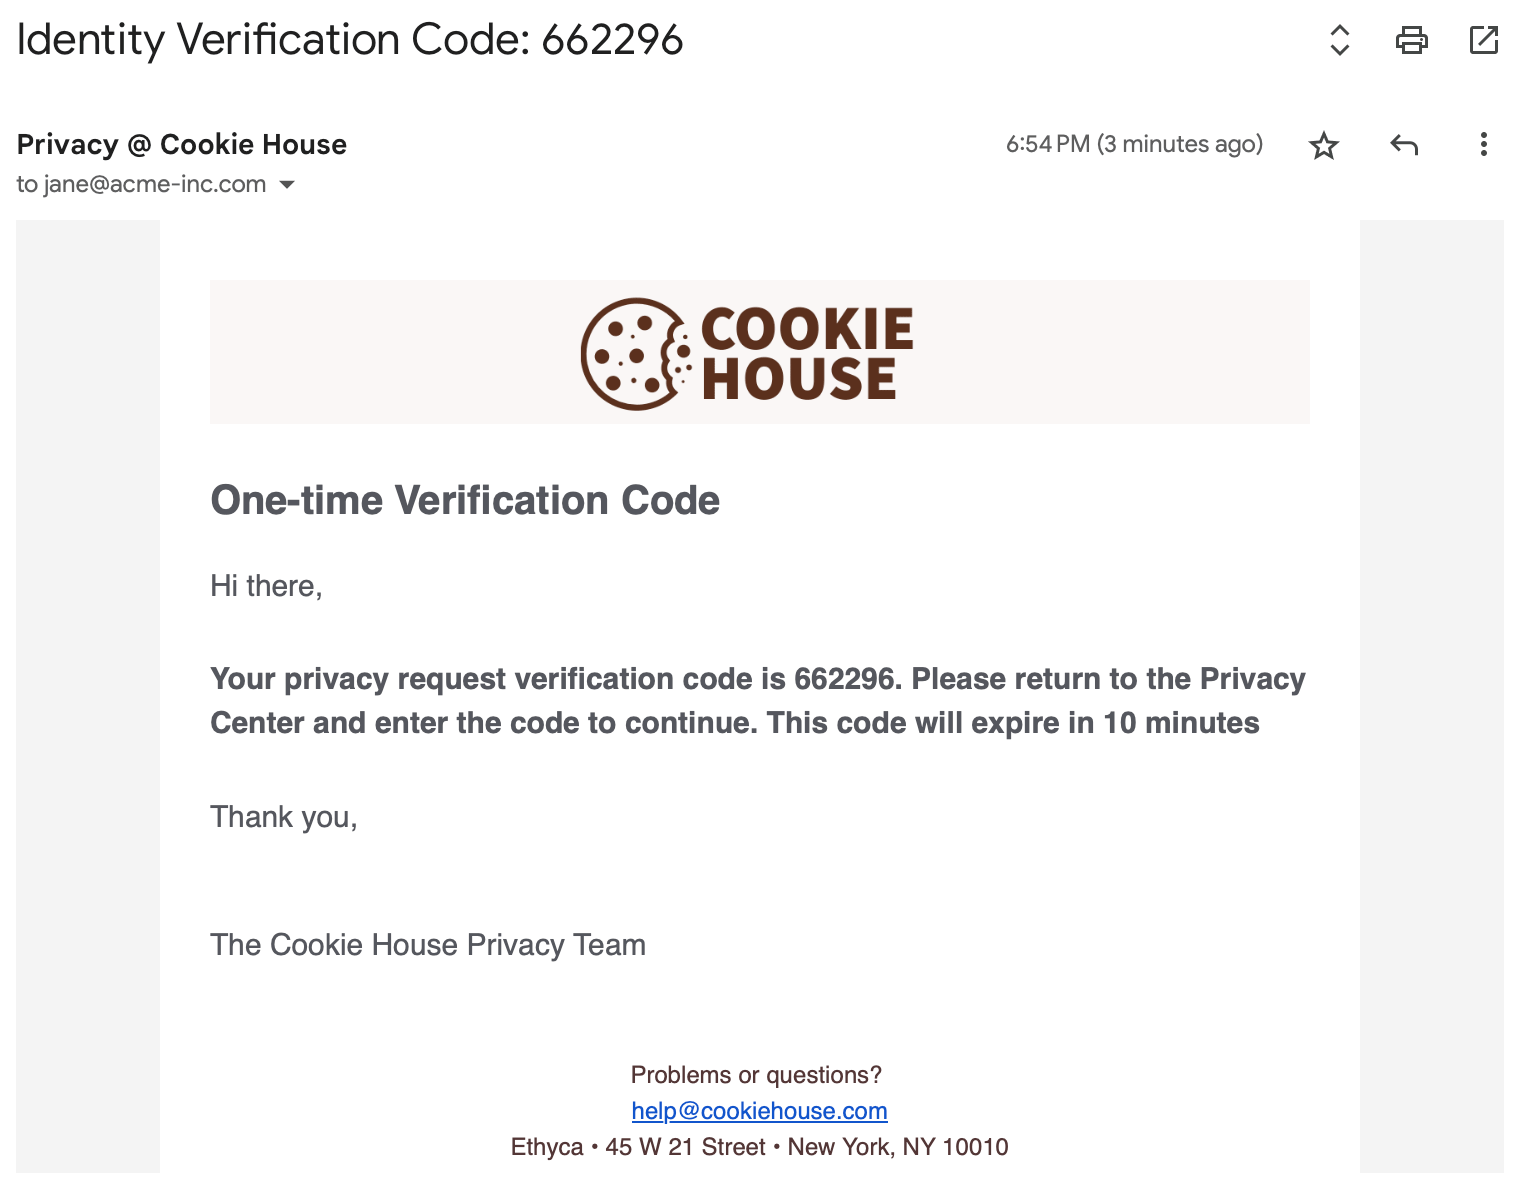 Identity Verification Code: 662296
Privacy @ Cookie House
6:54 PM (3 minutes ago)
to jane@acme-inc.com
COOKIE
HOUSE
One-time Verification Code
Hi there,
Your privacy request verification code is 662296. Please return to the Privacy
Center and enter the code to continue. This code will expire in 10 minutes
Thank you,
The Cookie House Privacy Team
Problems or questions?
help@cookiehouse.com
Ethyca • 45 W 21 Street • New York, NY 10010